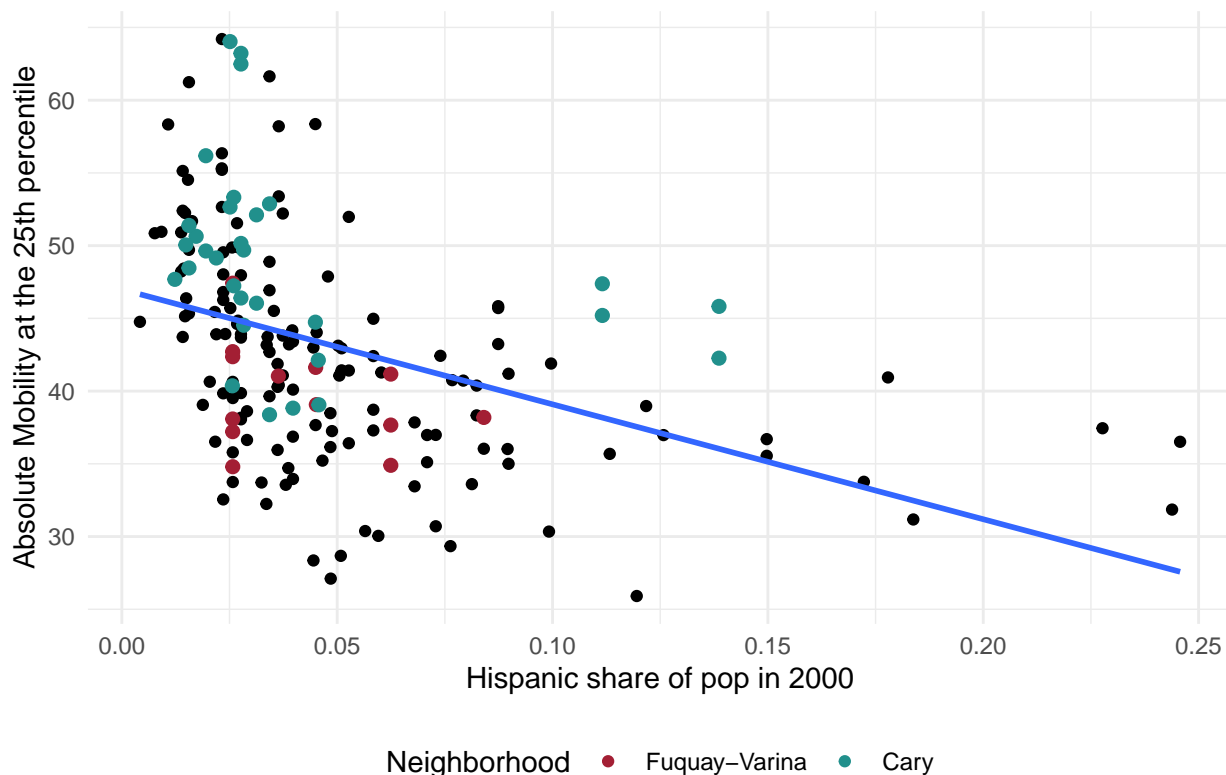 Absolute Mobility at the 25th percentile
60
50
40
30
0.00 0.05 0.10 0.15 0.20 0.25
Hispanic share of pop in 2000
Neighborhood Fuquay−Varina Cary